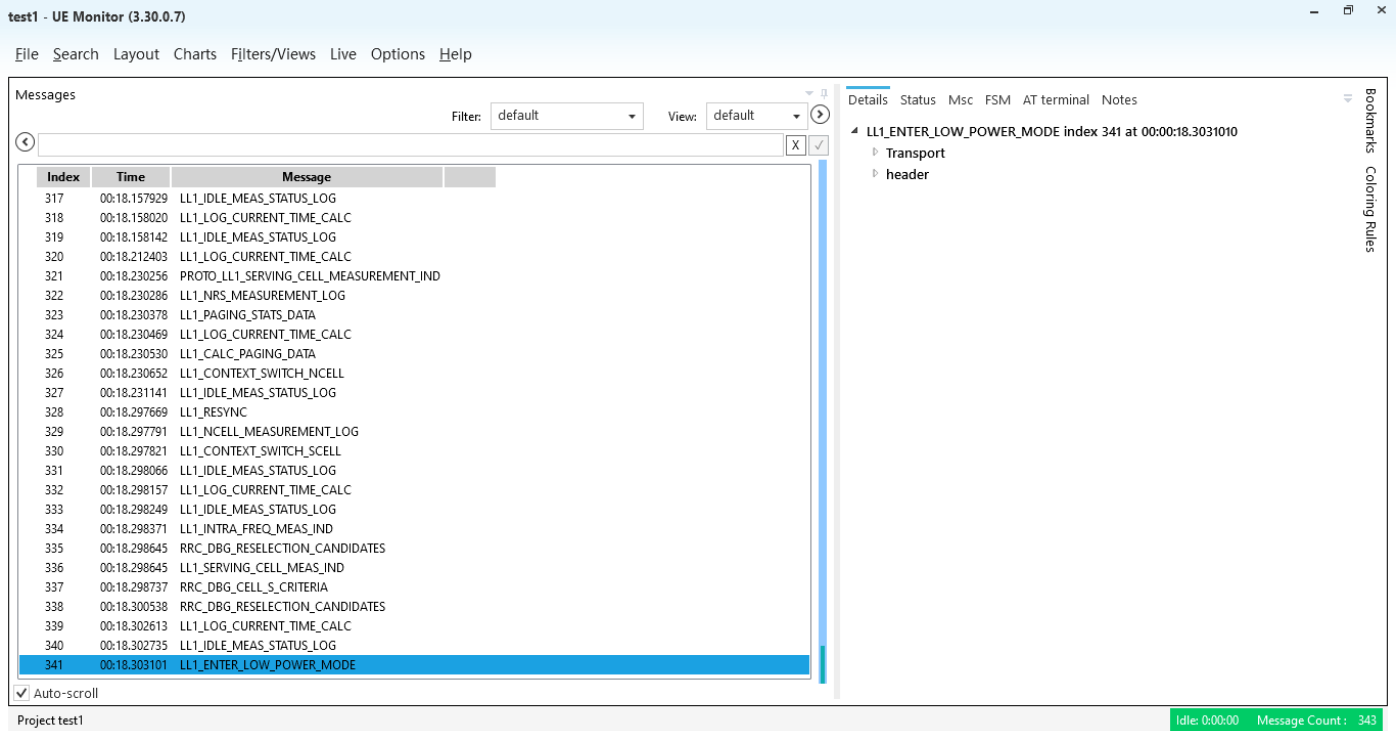 test1 - UE Monitor (3.30.0.7)
File Search Layout Charts Filters/Views Live Options Help
Messages
Filter: default View: default
X
Index Time Message
317 00:18.157929 LL1_IDLE_MEAS_STATUS_LOG
318 00:18.158020 LL1_LOG_CURRENT_TIME_CALC
319 00:18.158142 LL1_IDLE_MEAS_STATUS_LOG
320 00:18.212403 LL1_LOG_CURRENT_TIME_CALC
321 00:18.230256 PROTO_LL1_SERVING_CELL_MEASUREMENT_IND
322 00:18.230286 LL1_NRS_MEASUREMENT_LOG
323 00:18.230378 LL1_PAGING_STATS_DATA
324 00:18.230469 LL1_LOG_CURRENT_TIME_CALC
325 00:18.230530 LL1_CALC_PAGING_DATA
326 00:18.230652 LL1_CONTEXT_SWITCH_NCELL
327 00:18.231141 LL1_IDLE_MEAS_STATUS_LOG
328 00:18.297669 LL1_RESYNC
329 00:18.297791 LL1_NCELL_MEASUREMENT_LOG
330 00:18.297821 LL1_CONTEXT_SWITCH_SCELL
331 00:18.298066 LL1_IDLE_MEAS_STATUS_LOG
332 00:18.298157 LL1_LOG_CURRENT_TIME_CALC
333 00:18.298249 LL1_IDLE_MEAS_STATUS_LOG
334 00:18.298371 LL1_INTRA_FREQ_MEAS_IND
335 00:18.298645 RRC_DBG_RESELECTION_CANDIDATES
336 00:18.298645 LL1_SERVING_CELL_MEAS_IND
337 00:18.298737 RRC_DBG_CELL_S_CRITERIA
338 00:18.300538 RRC_DBG_RESELECTION_CANDIDATES
339 00:18.302613 LL1_LOG_CURRENT_TIME_CALC
340 00:18.302735 LL1_IDLE_MEAS_STATUS_LOG
341 00:18.303101 LL1_ENTER_LOW_POWER_MODE
Auto-scroll
Details Status Msc FSM AT terminal Notes
LL1_ENTER_LOW_POWER_MODE index 341 at 00:00:18.3031010
Transport
header
Bookmarks
Coloring Rules
Project test1
Idle: 0:00:00 Message Count : 343